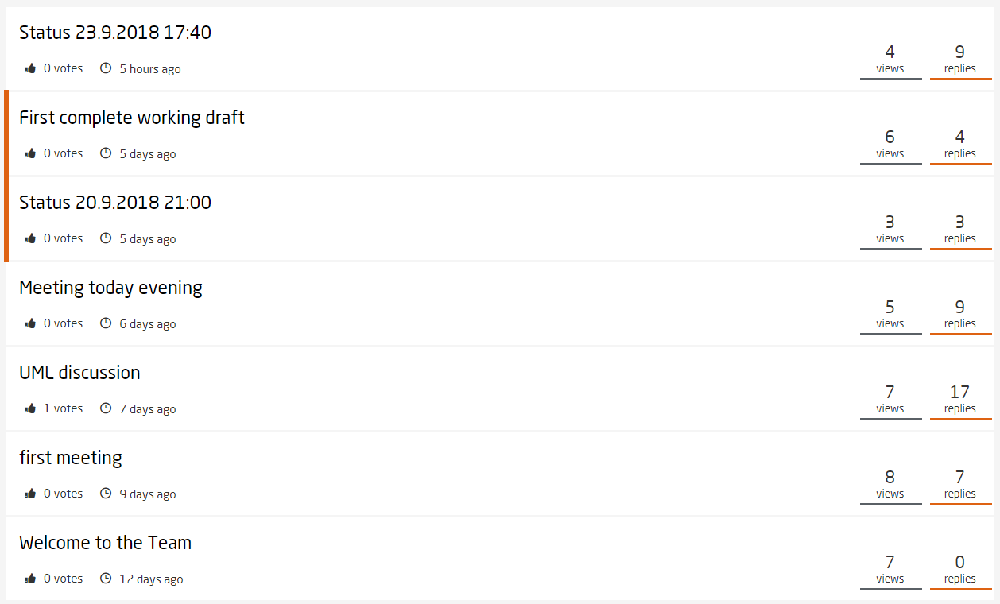 Status 23.9.2018 17:40
0 votes 5 hours ago
4 views 9 replies
First complete working draft
0 votes 5 days ago
6 views 4 replies
Status 20.9.2018 21:00
0 votes 5 days ago
3 views 3 replies
Meeting today evening
0 votes 6 days ago
5 views 9 replies
UML discussion
1 votes 7 days ago
7 views 17 replies
first meeting
0 votes 9 days ago
8 views 7 replies
Welcome to the Team
0 votes 12 days ago
7 views 0 replies